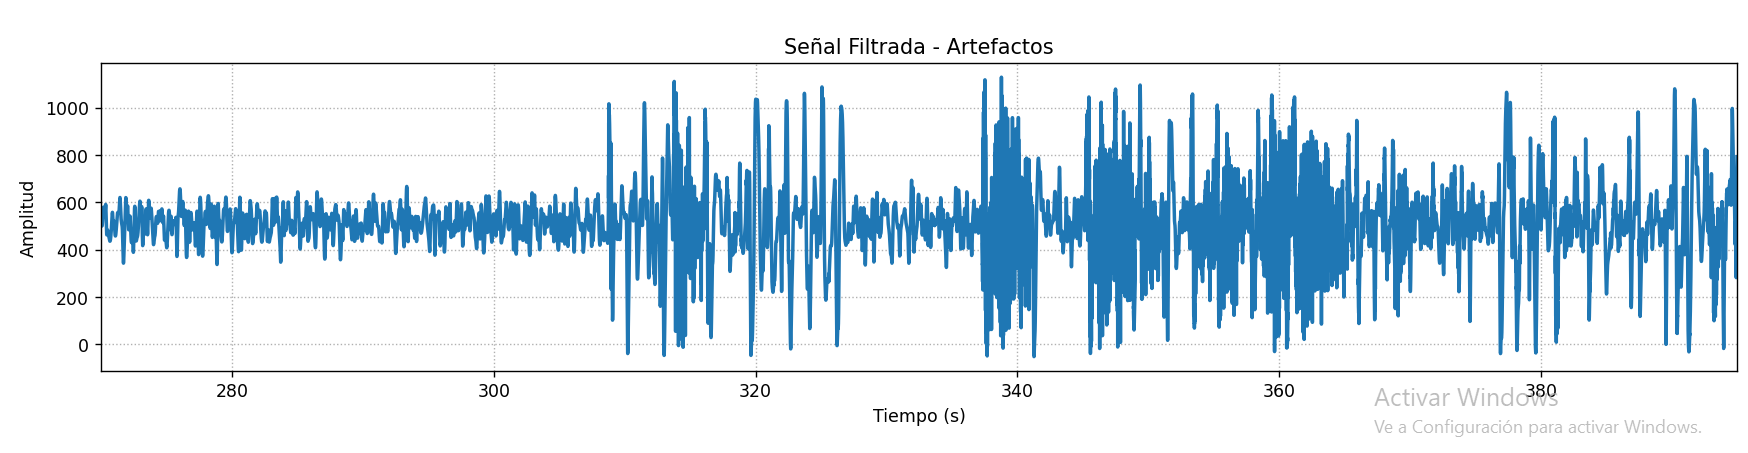 Señal Filtrada - Artefactos
Amplitud
1000
800
600
400
200
0
280
300
320
340
360
380
Tiempo (s)
Activar Windows
Ve a Configuración para activar Windows.